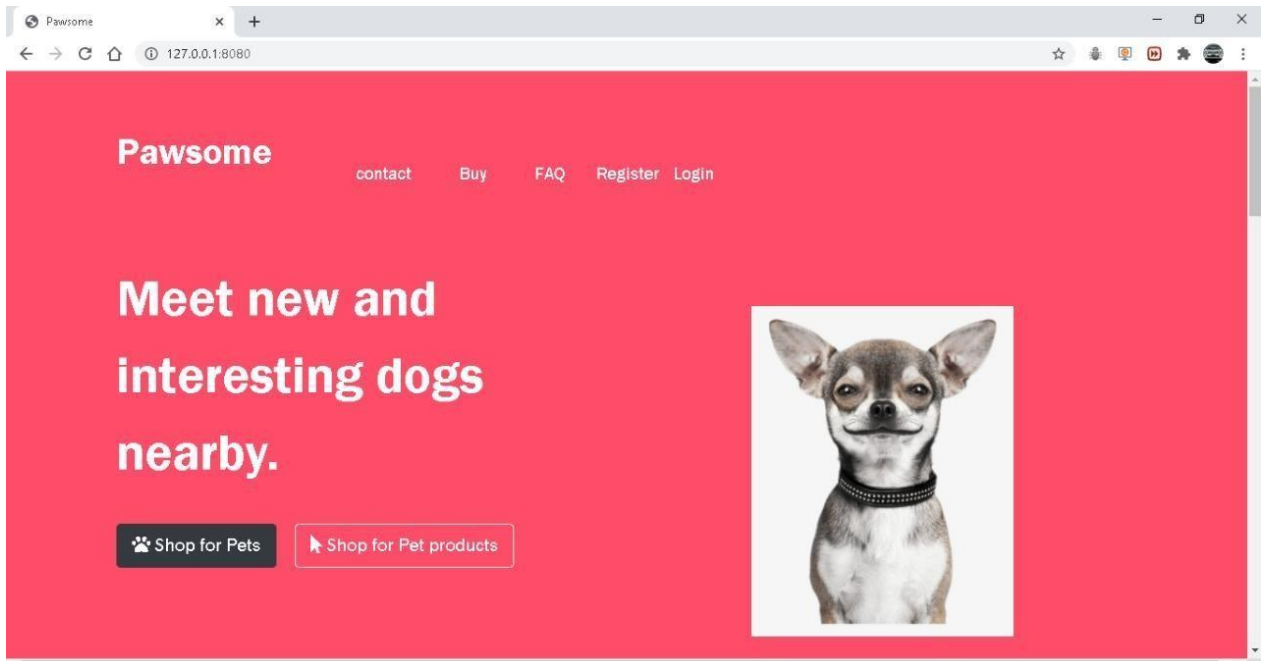 Pawsome
127.0.0.1:8080
Pawsome
contact Buy FAQ Register Login
Meet new and
interesting dogs
nearby.
Shop for Pets Shop for Pet products